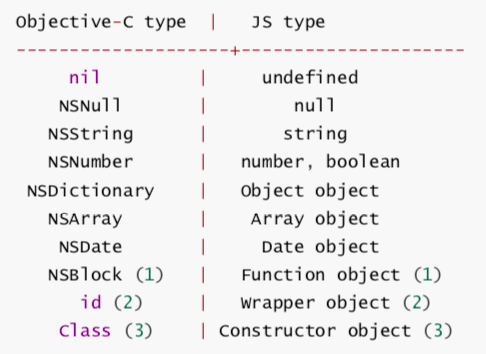 Objective-C type | JS type
--------------------+---------------------
nil | undefined
NSNull | null
NSString | string
NSNumber | number, boolean
NSDictionary | Object object
NSArray | Array object
NSDate | Date object
NSBlock (1) | Function object (1)
id (2) | Wrapper object (2)
Class (3) | Constructor object (3)